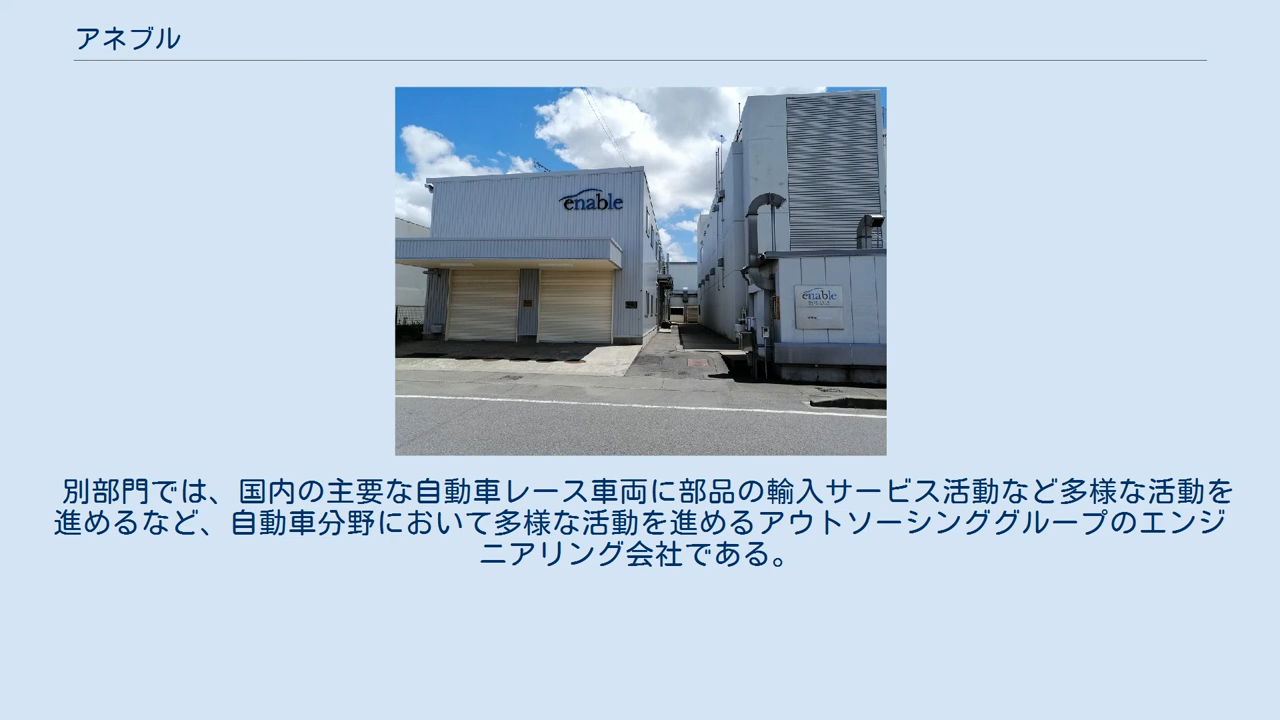 アネブル
enable
enable
別部門では、国内の主要な自動車レース車両に部品の輸入サービス活動など多様な活動を
進めるなど、自動車分野において多様な活動を進めるアウトソーシンググループのエンジ
ニアリング会社である。